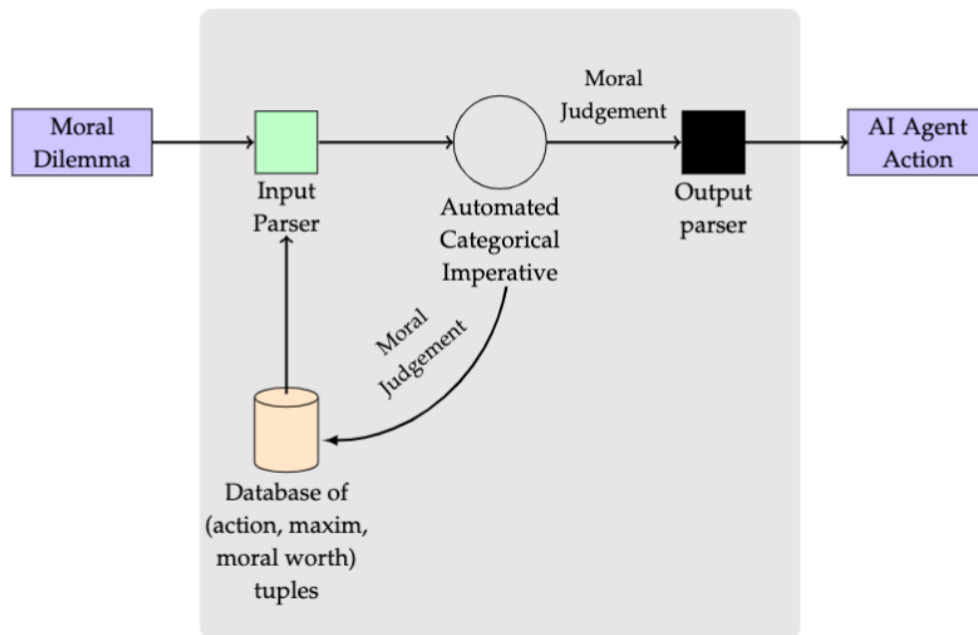 Moral
Dilemma
Input
Parser
Automated
Categorical
Imperative
Moral
Judgement
Output
parser
AI Agent
Action
Moral
Judgement
Database of
(action, maxim,
moral worth)
tuples